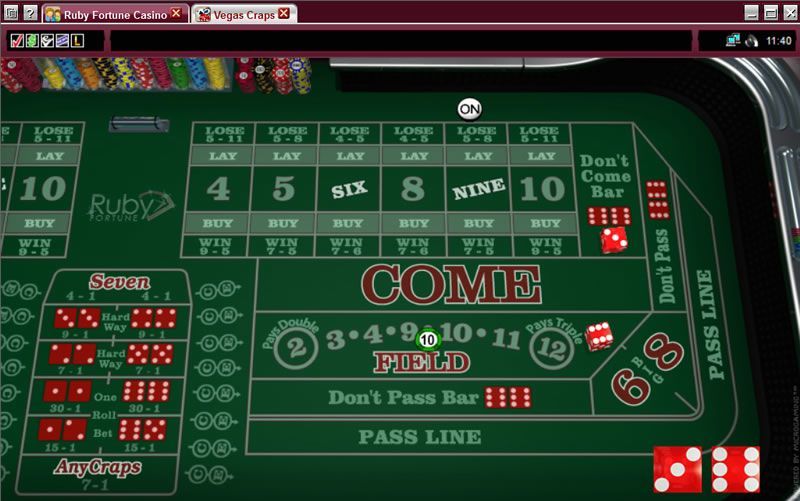 Ruby Fortune Casino
Vegas Craps
?
L
11:40
ON
LOSE LOSE LOSE LOSE LOSE LOSE
5 - 11 5 - 8 4 - 5 4 - 5 5 - 8 5 - 11
LAY LAY LAY LAY LAY LAY
10 4 5 SIX 8 NINE 10
BUY BUY BUY BUY BUY BUY BUY
WIN WIN WIN WIN WIN WIN WIN
9 - 5 9 - 5 7 - 5 7 - 6 7 - 6 7 - 5 9 - 5
Don't
Come
Bar
Don't Pass
PASS LINE
Ruby
FORTUNE
COME
Pays Double
2
3 • 4 • 9 • 10 • 11
10
Pays Triple
12
FIELD
BIG
6 8
Don't Pass Bar
PASS LINE
Seven
4 - 1 4 - 1
Hard
Way
9 - 1 9 - 1
Hard
Way
7 - 1 7 - 1
One
30 - 1 Roll 30 - 1
Bet
15 - 1 15 - 1
AnyCraps
7 - 1
POWERED BY MICROGAMING™